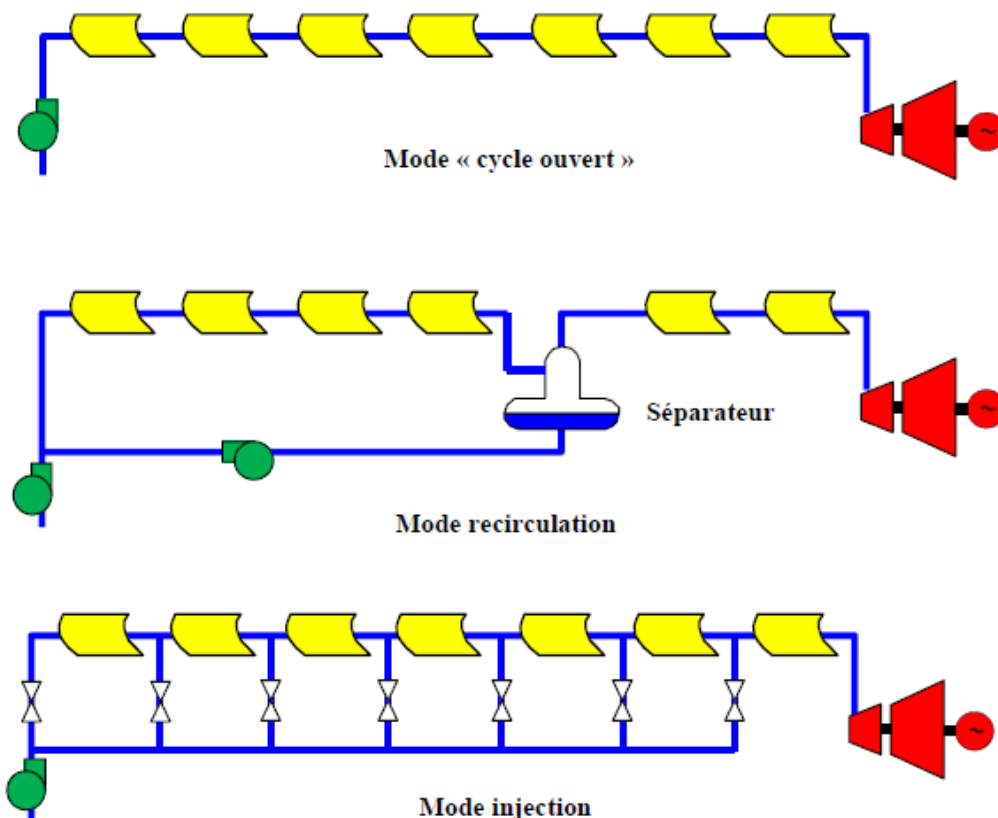 Mode « cycle ouvert »
~
Séparateur
~
Mode recirculation
~
Mode injection